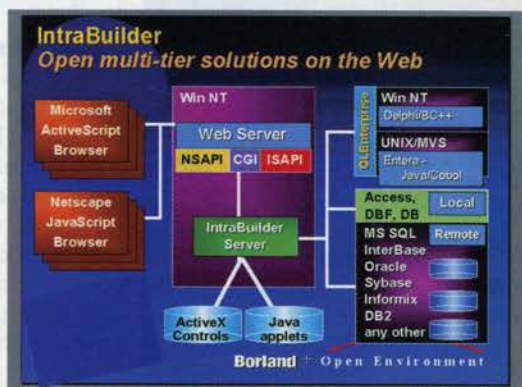 IntraBuilder
Open multi-tier solutions on the Web
Microsoft
ActiveScript
Browser
Netscape
JavaScript
Browser
Win NT
Web Server
NSAPI CGI ISAPI
IntraBuilder
Server
ActiveX
Controls
Java
applets
QLEnterprise
Win NT
Delphi/BC++
UNIX/MVS
Entera -
Java/Cobol
Access,
DBF, DB
Local
MS SQL Remote
InterBase
Oracle
Sybase
Informix
DB2
any other
Borland + Open Environment